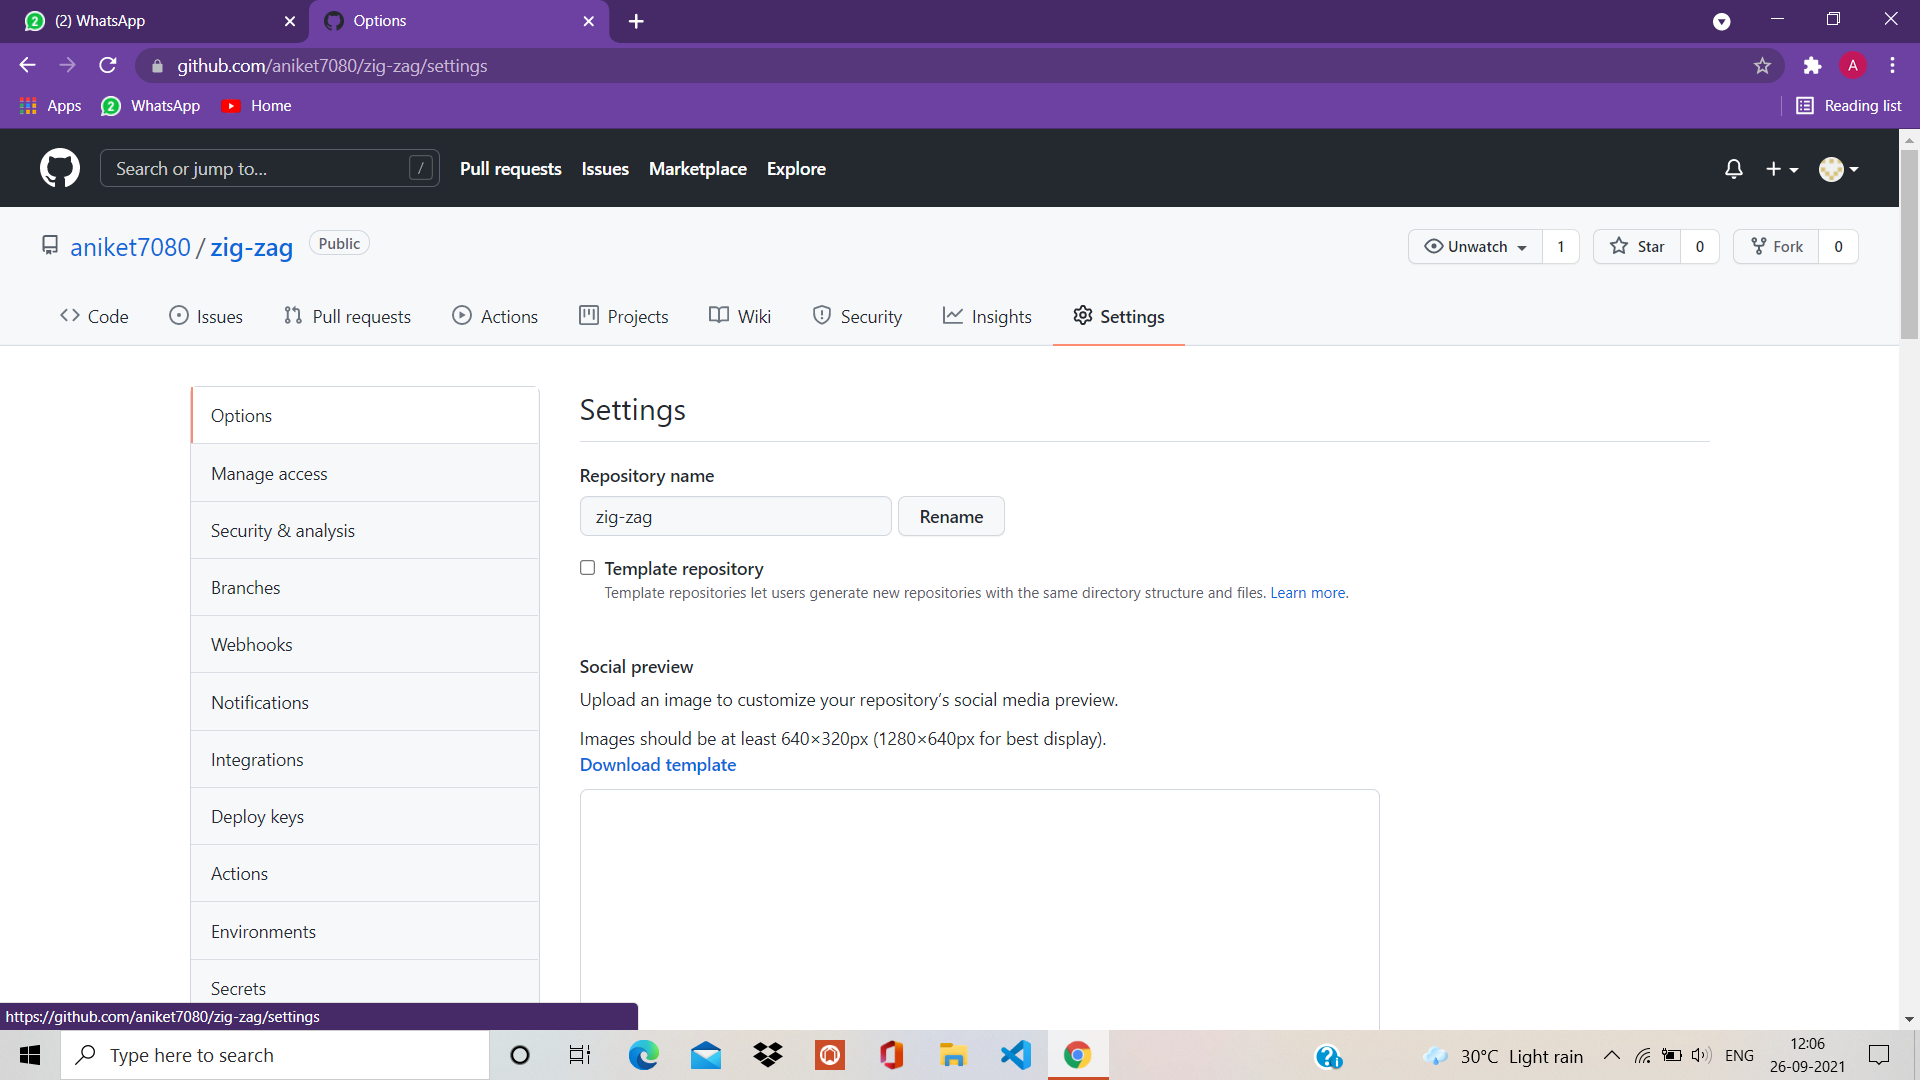 (2) WhatsApp
Options
github.com/aniket7080/zig-zag/settings
A
Apps
2
WhatsApp
Home
Reading list
Search or jump to...
/
Pull requests
Issues
Marketplace
Explore
aniket7080 / zig-zag
Public
Unwatch
1
Star
0
Fork
0
Code
Issues
Pull requests
Actions
Projects
Wiki
Security
Insights
Settings
Options
Manage access
Security & analysis
Branches
Webhooks
Notifications
Integrations
Deploy keys
Actions
Environments
Secrets
Settings
Repository name
zig-zag
Rename
Template repository
Template repositories let users generate new repositories with the same directory structure and files. Learn more.
Social preview
Upload an image to customize your repository’s social media preview.
Images should be at least 640×320px (1280×640px for best display).
Download template
https://github.com/aniket7080/zig-zag/settings
Type here to search
30°C Light rain
ENG
12:06
26-09-2021